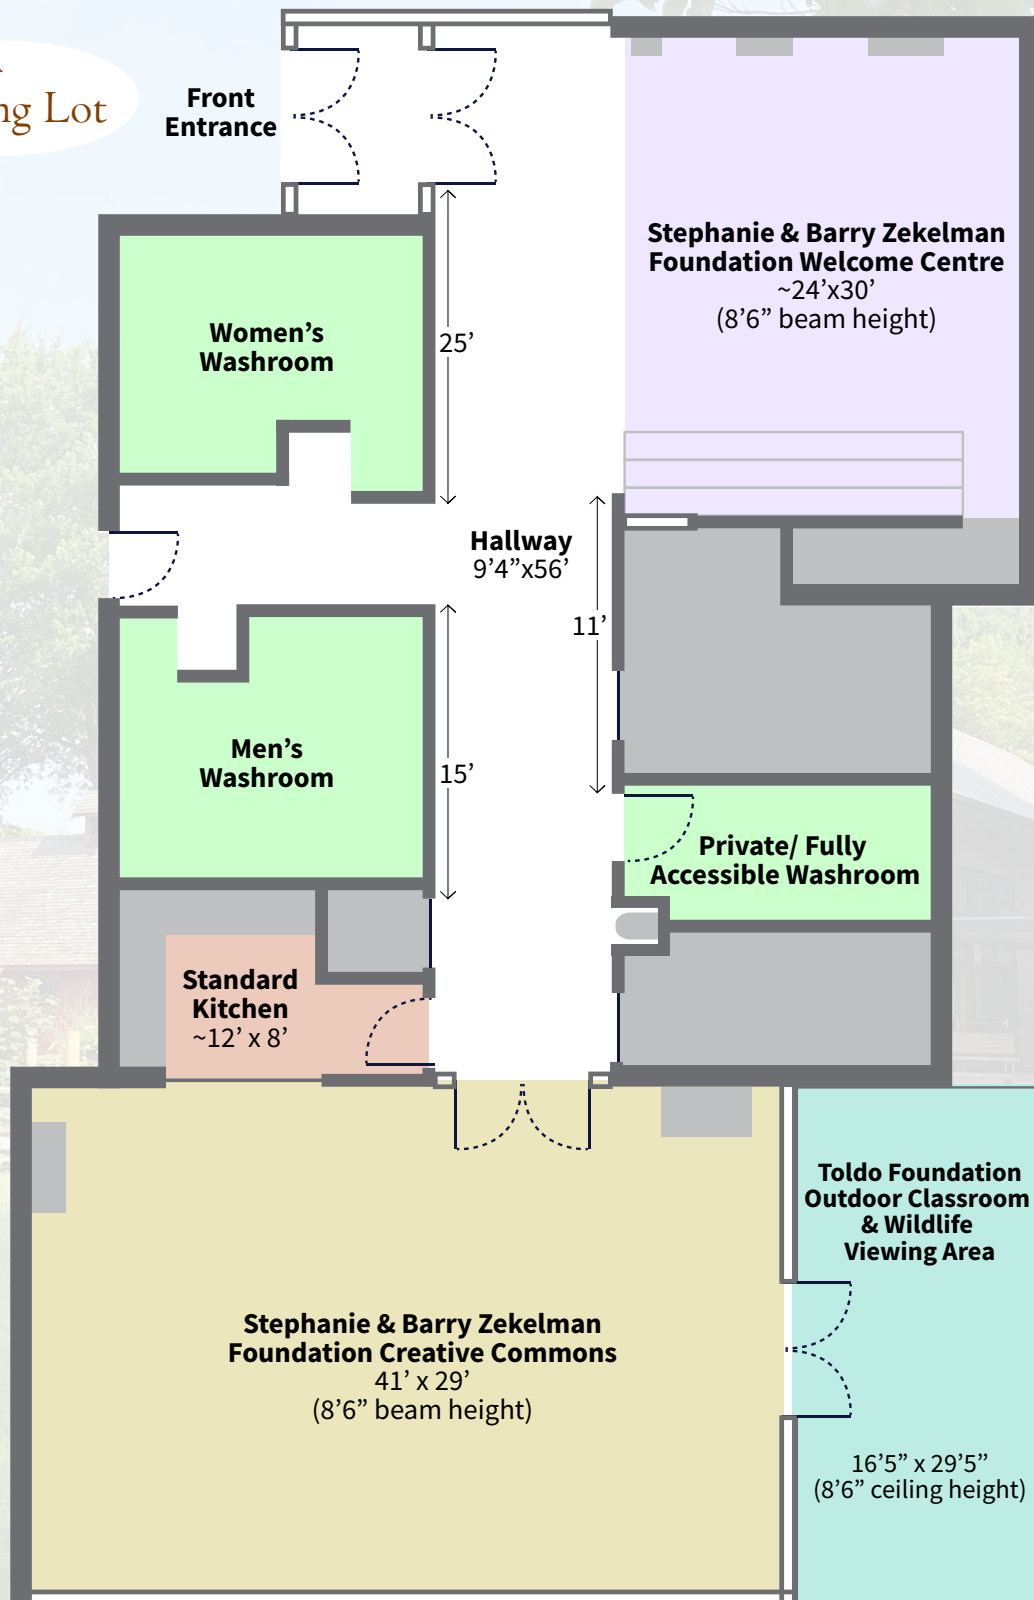 ng Lot
Front
Entrance
Stephanie & Barry Zekelman
Foundation Welcome Centre
~24’x30’
(8’6” beam height)
Women’s
Washroom
25’
Hallway
9’4”x56’
11’
Men’s
Washroom
15’
Private/ Fully
Accessible Washroom
Standard
Kitchen
~12’ x 8’
Toldo Foundation
Outdoor Classroom
& Wildlife
Viewing Area
Stephanie & Barry Zekelman
Foundation Creative Commons
41’ x 29’
(8’6” beam height)
16’5” x 29’5”
(8’6” ceiling height)